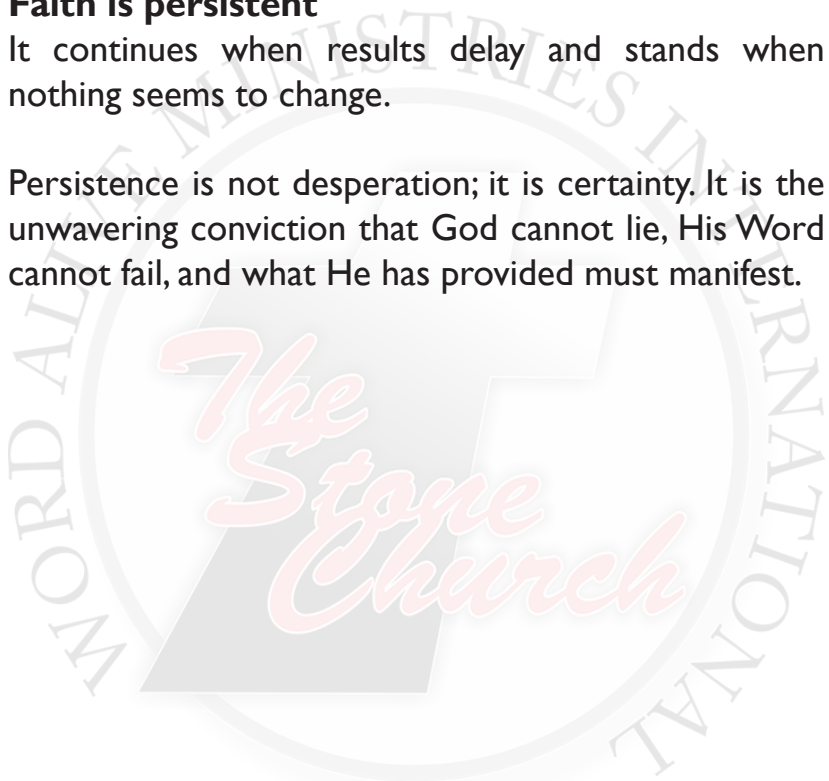 Faith is persistent
It continues when results delay and stands when
nothing seems to change.
Persistence is not desperation; it is certainty. It is the
unwavering conviction that God cannot lie, His Word
cannot fail, and what He has provided must manifest.
WORD ALIVE MINISTRIES INTERNATIONAL
The
Stone
Church